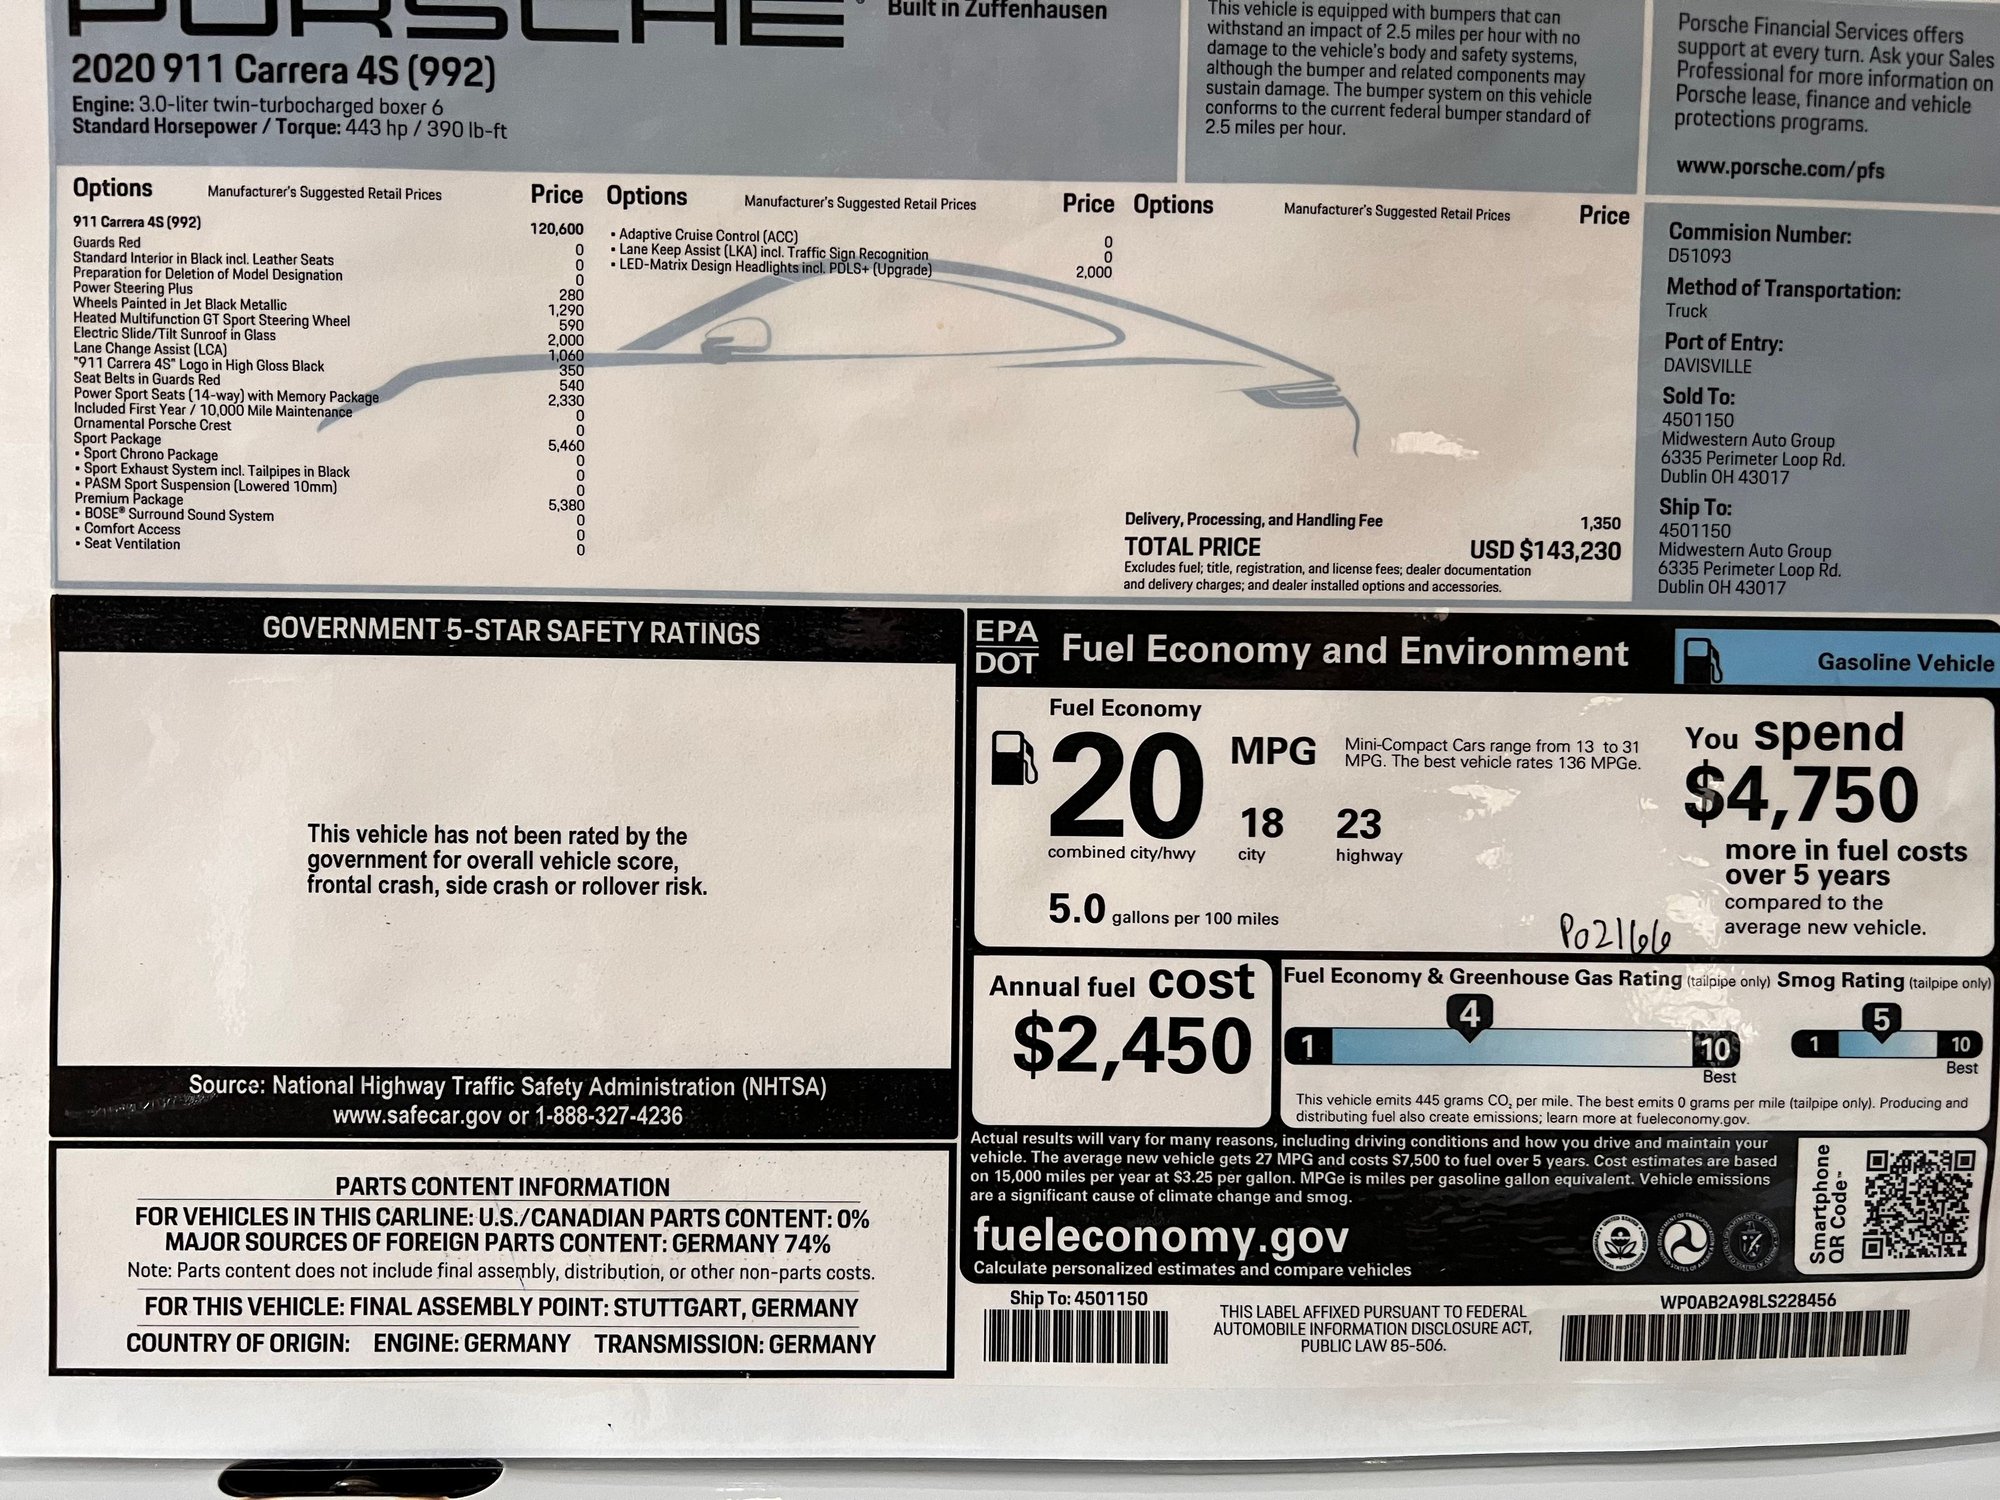 PORSCHE® Built in Zuffenhausen
2020 911 Carrera 4S (992)
Engine: 3.0-liter twin-turbocharged boxer 6
Standard Horsepower / Torque: 443 hp / 390 lb-ft
This vehicle is equipped with bumpers that can
withstand an impact of 2.5 miles per hour with no
damage to the vehicle's body and safety systems,
although the bumper and related components may
sustain damage. The bumper system on this vehicle
conforms to the current federal bumper standard of
2.5 miles per hour.
Porsche Financial Services offers
support at every turn. Ask your Sales
Professional for more information on
Porsche lease, finance and vehicle
protections programs.
www.porsche.com/pfs
Options Manufacturer's Suggested Retail Prices Price
911 Carrera 4S (992) 120,600
Guards Red 0
Standard Interior in Black incl. Leather Seats 0
Preparation for Deletion of Model Designation 0
Power Steering Plus 280
Wheels Painted in Jet Black Metallic 1,290
Heated Multifunction GT Sport Steering Wheel 590
Electric Slide/Tilt Sunroof in Glass 2,000
Lane Change Assist (LCA) 1,060
"911 Carrera 4S" Logo in High Gloss Black 350
Seat Belts in Guards Red 540
Power Sport Seats (14-way) with Memory Package 2,330
Included First Year / 10,000 Mile Maintenance 0
Ornamental Porsche Crest 0
Sport Package 5,460
• Sport Chrono Package 0
• Sport Exhaust System incl. Tailpipes in Black 0
• PASM Sport Suspension (Lowered 10mm) 0
Premium Package 5,380
• BOSE® Surround Sound System 0
• Comfort Access 0
• Seat Ventilation 0
Options Manufacturer's Suggested Retail Prices Price
• Adaptive Cruise Control (ACC) 0
• Lane Keep Assist (LKA) incl. Traffic Sign Recognition 0
• LED-Matrix Design Headlights incl. PDLS+ (Upgrade) 2,000
Options Manufacturer's Suggested Retail Prices Price
Delivery, Processing, and Handling Fee 1,350
TOTAL PRICE USD $143,230
Excludes fuel; title, registration, and license fees; dealer documentation
and delivery charges; and dealer installed options and accessories.
Commision Number:
D51093
Method of Transportation:
Truck
Port of Entry:
DAVISVILLE
Sold To:
4501150
Midwestern Auto Group
6335 Perimeter Loop Rd.
Dublin OH 43017
Ship To:
4501150
Midwestern Auto Group
6335 Perimeter Loop Rd.
Dublin OH 43017
GOVERNMENT 5-STAR SAFETY RATINGS
This vehicle has not been rated by the
government for overall vehicle score,
frontal crash, side crash or rollover risk.
Source: National Highway Traffic Safety Administration (NHTSA)
www.safecar.gov or 1-888-327-4236
PARTS CONTENT INFORMATION
FOR VEHICLES IN THIS CARLINE: U.S./CANADIAN PARTS CONTENT: 0%
MAJOR SOURCES OF FOREIGN PARTS CONTENT: GERMANY 74%
Note: Parts content does not include final assembly, distribution, or other non-parts costs.
FOR THIS VEHICLE: FINAL ASSEMBLY POINT: STUTTGART, GERMANY
COUNTRY OF ORIGIN: ENGINE: GERMANY TRANSMISSION: GERMANY
EPA
DOT
Fuel Economy and Environment
Gasoline Vehicle
Fuel Economy
20 MPG
combined city/hwy
18
city
23
highway
5.0 gallons per 100 miles
Mini-Compact Cars range from 13 to 31
MPG. The best vehicle rates 136 MPGe.
You spend
$4,750
more in fuel costs
over 5 years
compared to the
average new vehicle.
P02166
Annual fuel cost
$2,450
Fuel Economy & Greenhouse Gas Rating (tailpipe only)
4
1 10
Best
Smog Rating (tailpipe only)
5
1 10
Best
This vehicle emits 445 grams CO₂ per mile. The best emits 0 grams per mile (tailpipe only). Producing and
distributing fuel also create emissions; learn more at fueleconomy.gov.
Actual results will vary for many reasons, including driving conditions and how you drive and maintain your
vehicle. The average new vehicle gets 27 MPG and costs $7,500 to fuel over 5 years. Cost estimates are based
on 15,000 miles per year at $3.25 per gallon. MPGe is miles per gasoline gallon equivalent. Vehicle emissions
are a significant cause of climate change and smog.
fueleconomy.gov
Calculate personalized estimates and compare vehicles
Smartphone
QR Code™
Ship To: 4501150
THIS LABEL AFFIXED PURSUANT TO FEDERAL
AUTOMOBILE INFORMATION DISCLOSURE ACT,
PUBLIC LAW 85-506.
WP0AB2A98LS228456